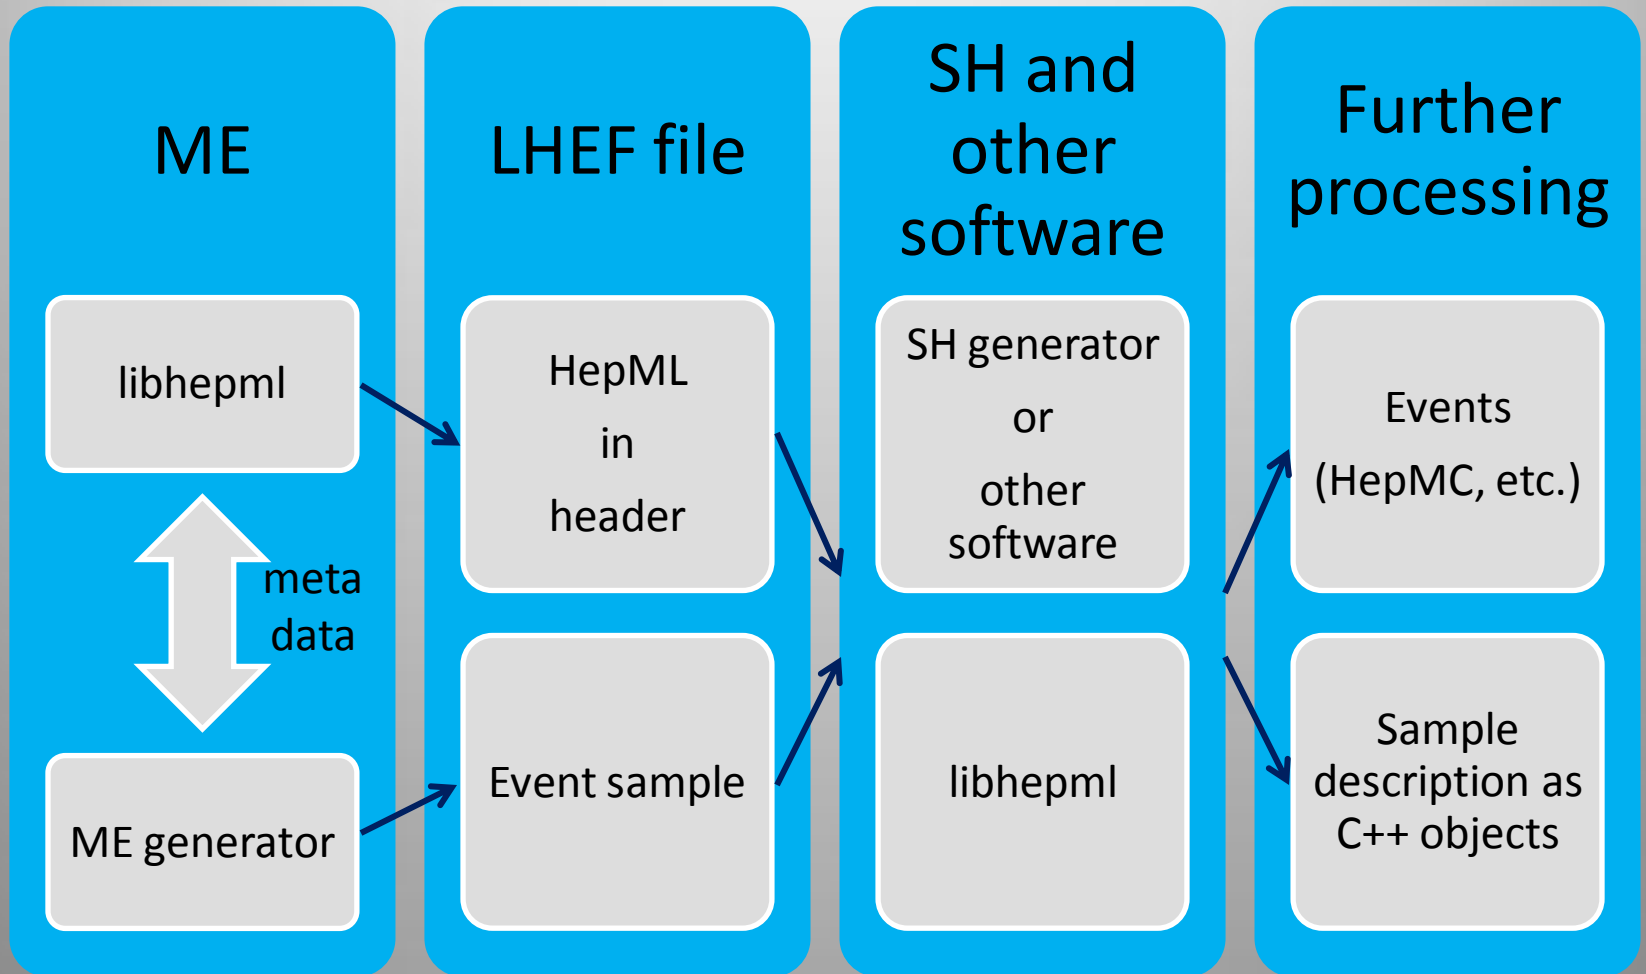 ME
libhepml
meta
data
ME generator
LHEF file
HepML
in
header
Event sample
SH and
other
software
SH generator
or
other
software
libhepml
Further
processing
Events
(HepMC, etc.)
Sample
description as
C++ objects